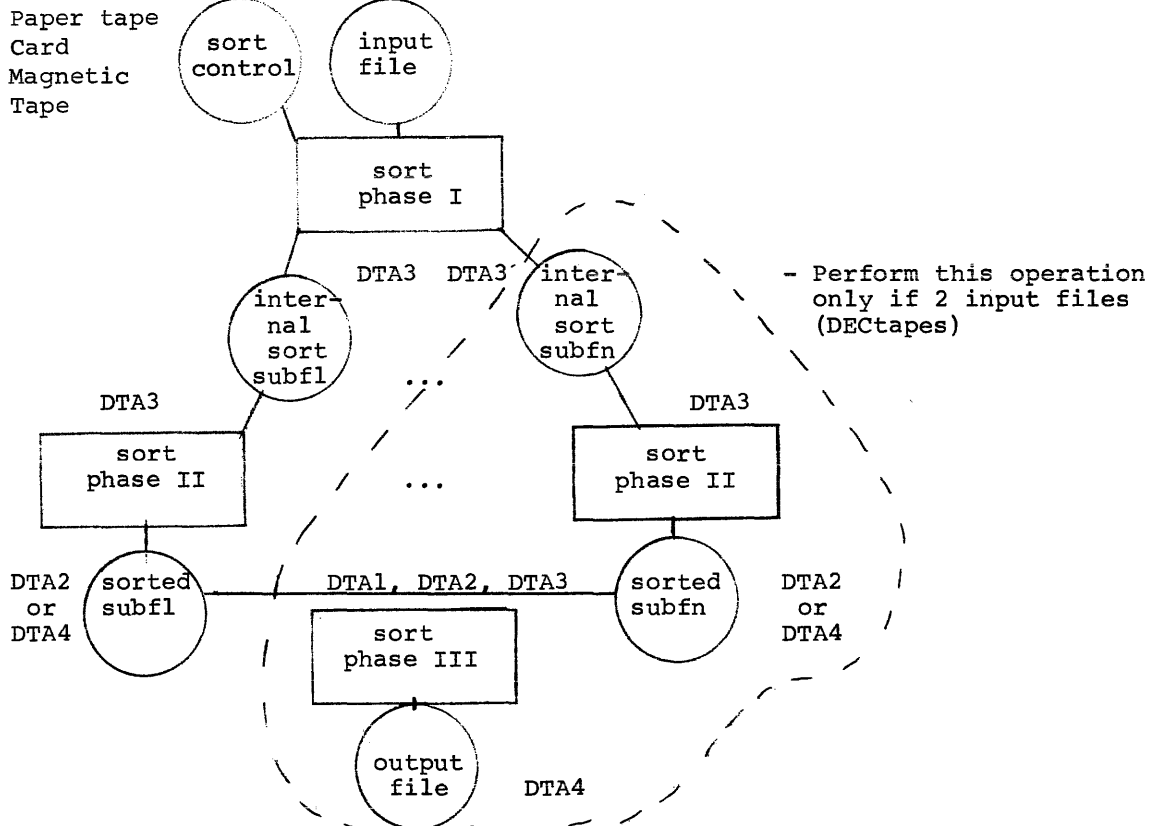 Paper tape
Card
Magnetic
Tape
sort
control
input
file
sort
phase I
DTA3 DTA3
inter-
nal
sort
subfl
inter-
nal
sort
subfn
- Perform this operation
only if 2 input files
(DECtapes)
...
DTA3
DTA3
sort
phase II
...
sort
phase II
DTA2
or
DTA4
sorted
subfl
DTA1, DTA2, DTA3
sorted
subfn
DTA2
or
DTA4
sort
phase III
output
file
DTA4